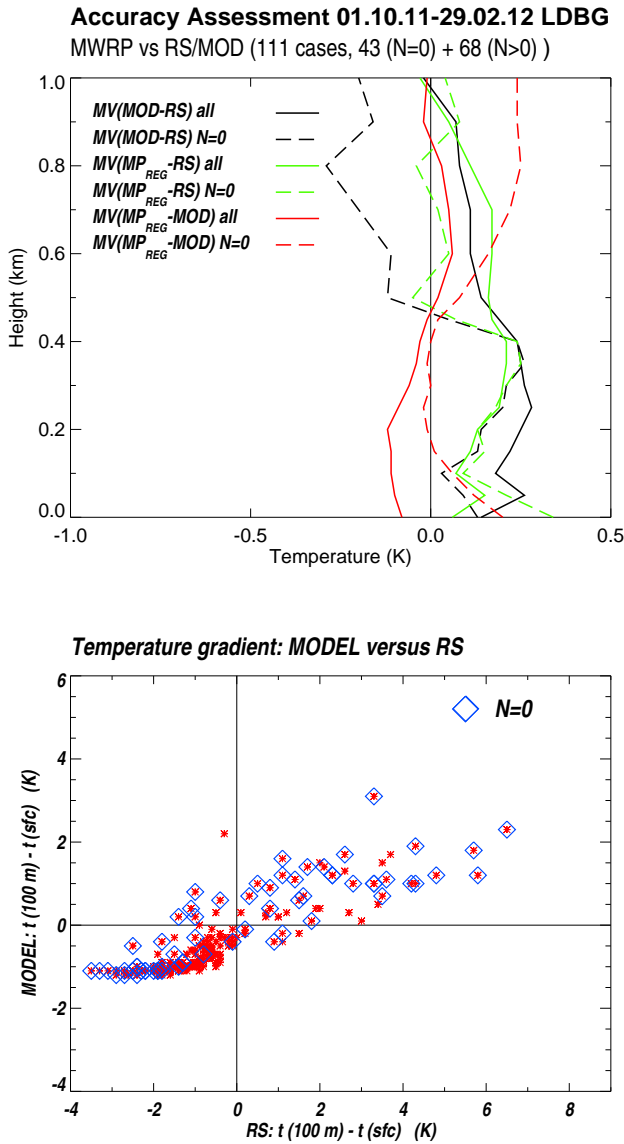 Accuracy Assessment 01.10.11-29.02.12 LDBG
MWRP vs RS/MOD (111 cases, 43 (N=0) + 68 (N>0) )
1.0
0.8
0.6
0.4
0.2
0.0
Height (km)
MV(MOD-RS) all
MV(MOD-RS) N=0
MV(MP_REG-RS) all
MV(MP_REG-RS) N=0
MV(MP_REG-MOD) all
MV(MP_REG-MOD) N=0
-1.0 -0.5 0.0 0.5
Temperature (K)
Temperature gradient: MODEL versus RS
6
4
2
0
-2
-4
MODEL: t (100 m) - t (sfc) (K)
N=0
-4 -2 0 2 4 6 8
RS: t (100 m) - t (sfc) (K)